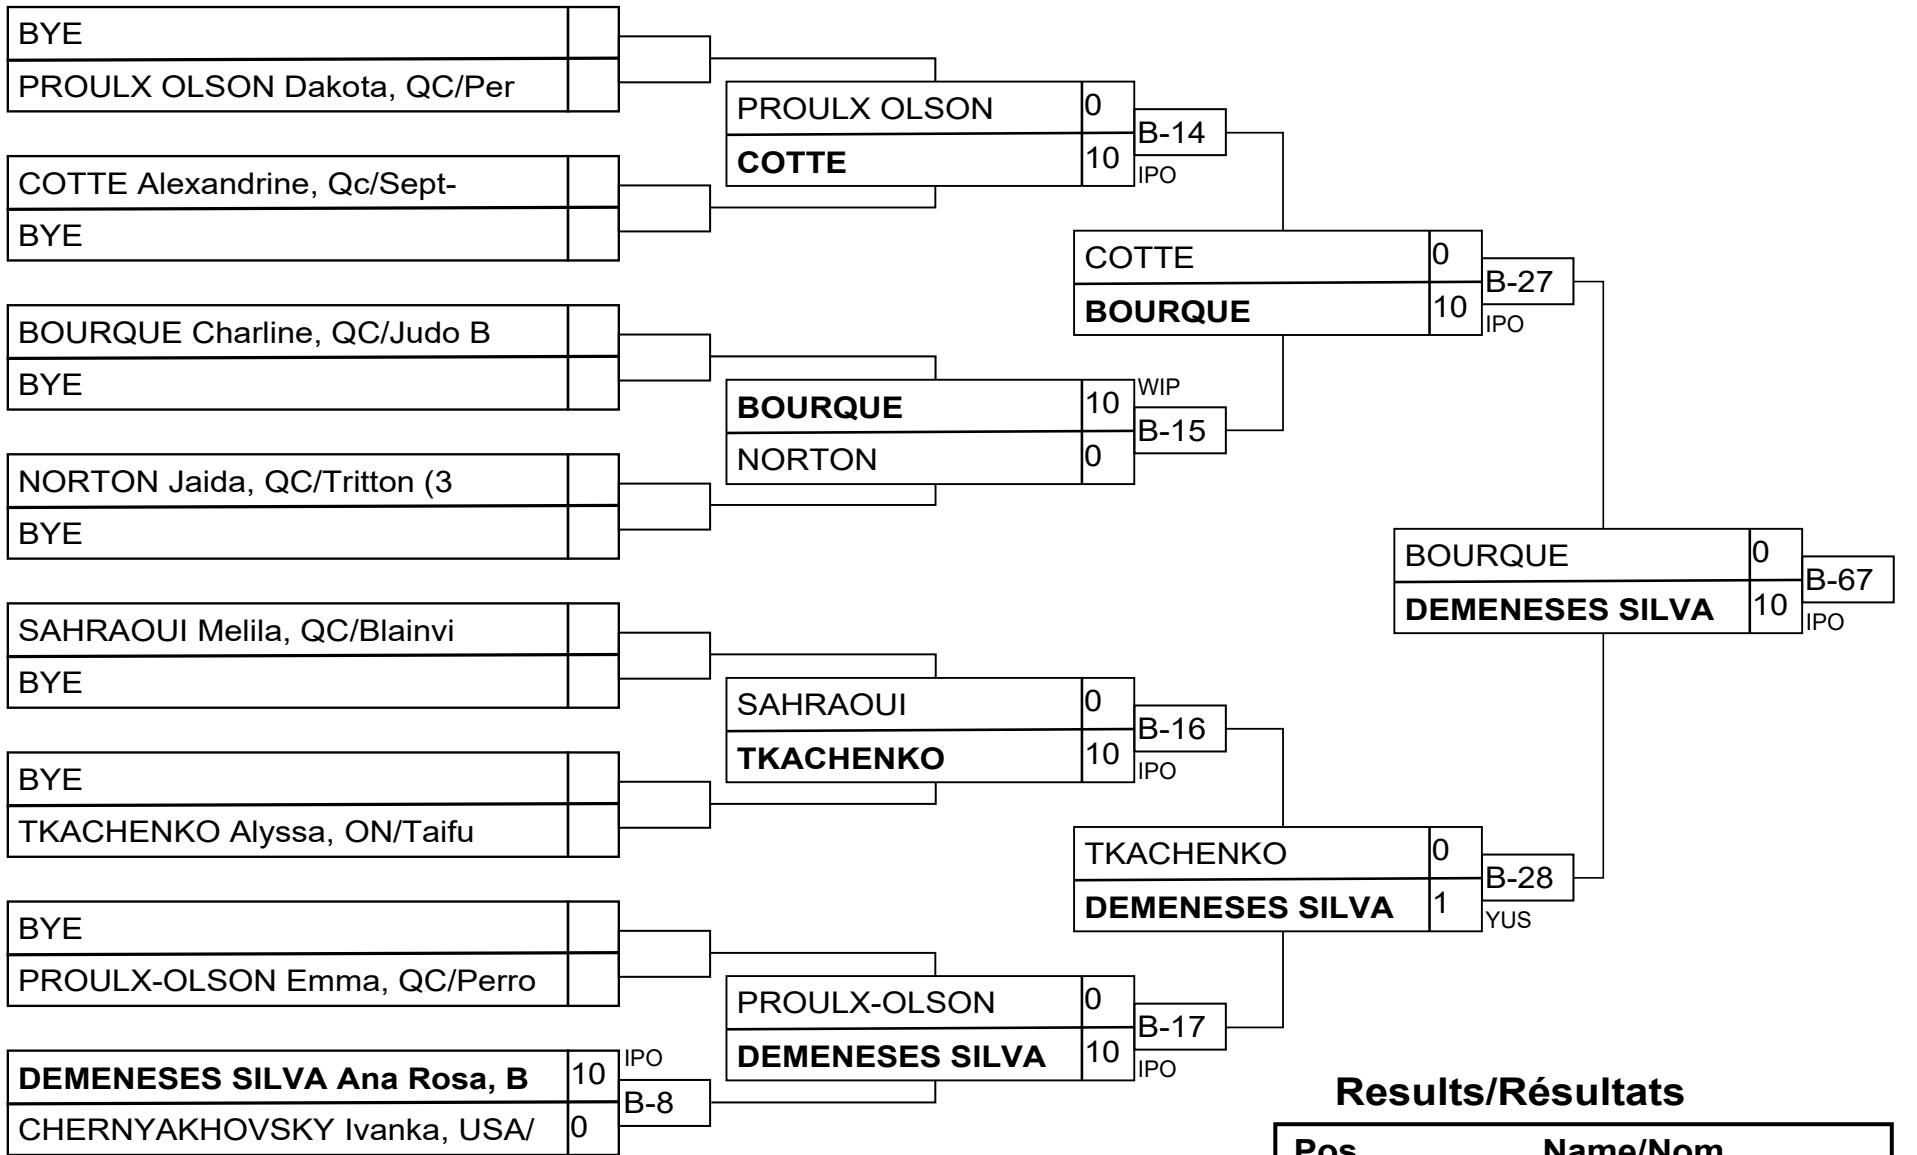 BYE
PROULX OLSON Dakota, QC/Per
COTTE Alexandrine, Qc/Sept-
BYE
BOURQUE Charline, QC/Judo B
BYE
NORTON Jaida, QC/Tritton (3
BYE
SAHRAOUI Melila, QC/Blainvi
BYE
BYE
TKACHENKO Alyssa, ON/Taifu
BYE
PROULX-OLSON Emma, QC/Perro
DEMENESES SILVA Ana Rosa, B 10 IPO
B-8
CHERNYAKHOVSKY Ivanka, USA/ 0
PROULX OLSON 0
B-14
COTTE 10 IPO
BOURQUE 10 WIP
B-15
NORTON 0
SAHRAOUI 0
B-16
TKACHENKO 10 IPO
PROULX-OLSON 0
B-17
DEMENESES SILVA 10 IPO
COTTE 0
B-27
BOURQUE 10 IPO
TKACHENKO 0
B-28
DEMENESES SILVA 1 YUS
BOURQUE 0
B-67
DEMENESES SILVA 10 IPO
Results/Résultats
Pos Name/Nom